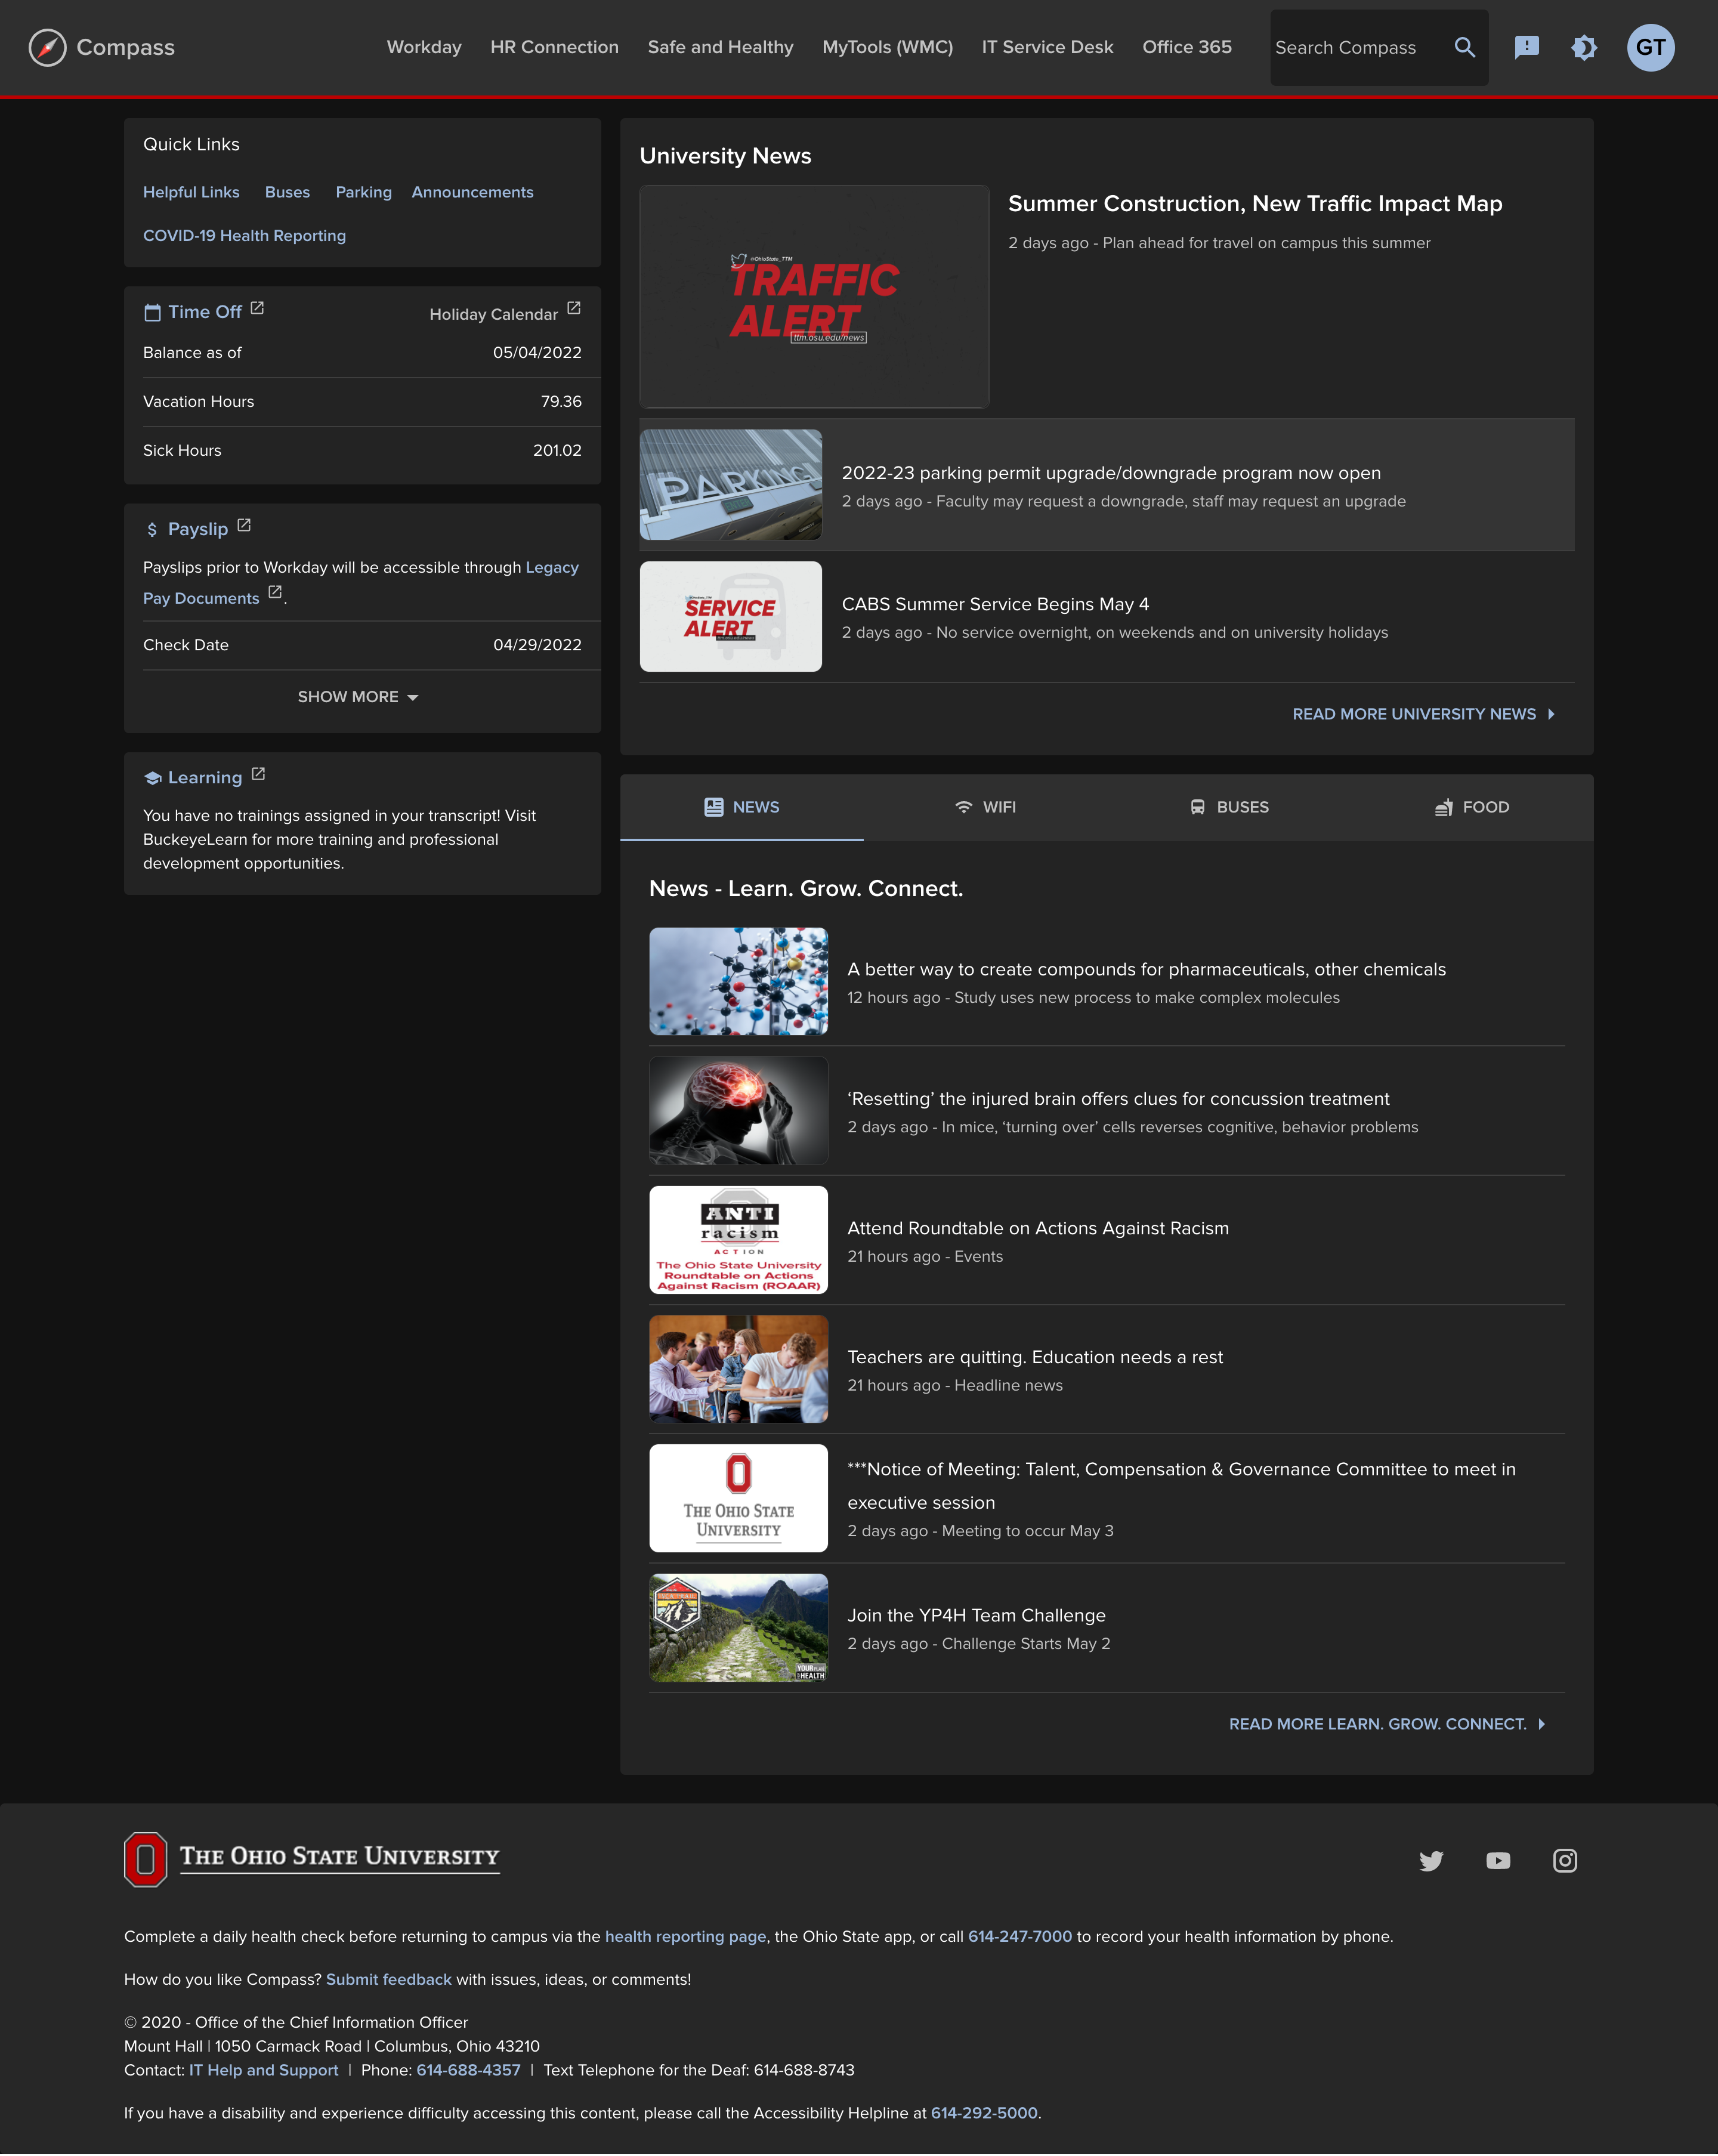 Compass
Workday
HR Connection
Safe and Healthy
MyTools (WMC)
IT Service Desk
Office 365
Search Compass
GT
Quick Links
Helpful Links
Buses
Parking
Announcements
COVID-19 Health Reporting
Time Off
Holiday Calendar
Balance as of 05/04/2022
Vacation Hours 79.36
Sick Hours 201.02
Payslip
Payslips prior to Workday will be accessible through Legacy
Pay Documents .
Check Date 04/29/2022
SHOW MORE
Learning
You have no trainings assigned in your transcript! Visit
BuckeyeLearn for more training and professional
development opportunities.
University News
@OhioState_TTM
TRAFFIC
ALERT
ttm.osu.edu/news
Summer Construction, New Traffic Impact Map
2 days ago - Plan ahead for travel on campus this summer
PARKING
2022-23 parking permit upgrade/downgrade program now open
2 days ago - Faculty may request a downgrade, staff may request an upgrade
SERVICE
ALERT
CABS Summer Service Begins May 4
2 days ago - No service overnight, on weekends and on university holidays
READ MORE UNIVERSITY NEWS
NEWS
WIFI
BUSES
FOOD
News - Learn. Grow. Connect.
A better way to create compounds for pharmaceuticals, other chemicals
12 hours ago - Study uses new process to make complex molecules
‘Resetting’ the injured brain offers clues for concussion treatment
2 days ago - In mice, ‘turning over’ cells reverses cognitive, behavior problems
ANTI
racism
ACTION
The Ohio State University
Roundtable on Actions
Against Racism (ROAAR)
Attend Roundtable on Actions Against Racism
21 hours ago - Events
Teachers are quitting. Education needs a rest
21 hours ago - Headline news
THE OHIO STATE
UNIVERSITY
***Notice of Meeting: Talent, Compensation & Governance Committee to meet in
executive session
2 days ago - Meeting to occur May 3
INCA TRAIL
YOUR PLAN
HEALTH
Join the YP4H Team Challenge
2 days ago - Challenge Starts May 2
READ MORE LEARN. GROW. CONNECT.
THE OHIO STATE UNIVERSITY
Complete a daily health check before returning to campus via the health reporting page, the Ohio State app, or call 614-247-7000 to record your health information by phone.
How do you like Compass? Submit feedback with issues, ideas, or comments!
© 2020 - Office of the Chief Information Officer
Mount Hall | 1050 Carmack Road | Columbus, Ohio 43210
Contact: IT Help and Support | Phone: 614-688-4357 | Text Telephone for the Deaf: 614-688-8743
If you have a disability and experience difficulty accessing this content, please call the Accessibility Helpline at 614-292-5000.